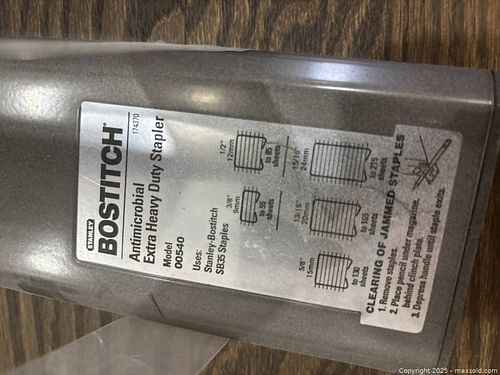 STANLEY
BOSTITCH
174370
Antimicrobial
Extra Heavy Duty Stapler
Model
00540
Uses:
Stanley-Bostitch
SB35 Staples
3/8"
9mm
to 55
sheets
1/2"
12mm
to 85
sheets
5/8"
15mm
to 130
sheets
13/16"
20mm
to 165
sheets
15/16"
24mm
to 215
sheets
CLEARING OF JAMMED STAPLES
1. Remove staples.
2. Place pencil under magazine,
behind clinch plate.
3. Depress handle until staple exits.
Copyright 2025 - maxsold.com